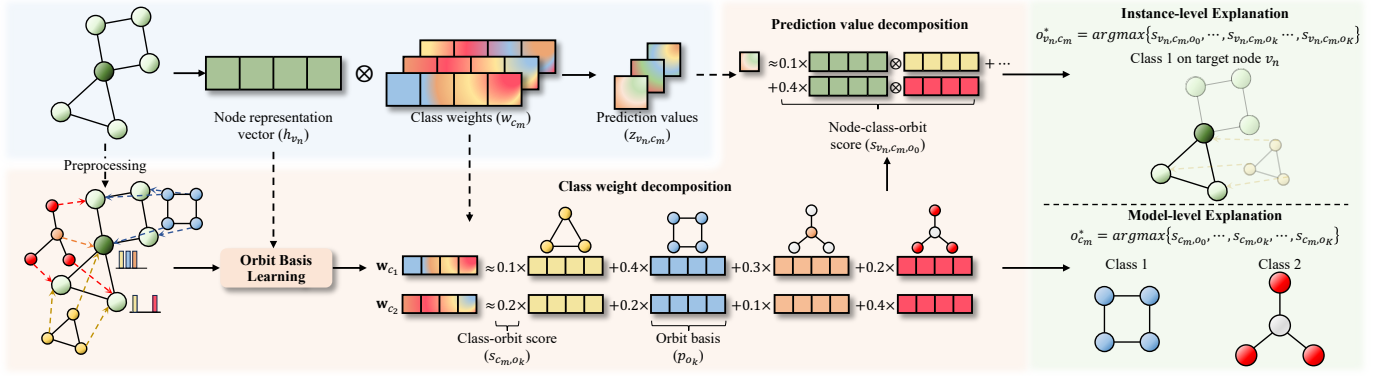 Node representation
vector (h_{v_n})
⊗
Class weights (w_{c_m})
Prediction values
(z_{v_n,c_m})
Prediction value decomposition
≈0.1× ⊗ + ⋯
+0.4× ⊗
Node-class-orbit
score (s_{v_n,c_m,o_0})
Instance-level Explanation
o^*_{v_n,c_m} = argmax{s_{v_n,c_m,o_0}, ⋯, s_{v_n,c_m,o_k} ⋯, s_{v_n,c_m,o_K}}
Class 1 on target node v_n
Preprocessing
Orbit Basis
Learning
Class weight decomposition
w_{c_1} ≈0.1× +0.4× +0.3× +0.2×
w_{c_2} ≈0.2× +0.2× +0.1× +0.4×
Class-orbit score
(s_{c_m,o_k})
Orbit basis
(p_{o_k})
Model-level Explanation
o^*_{c_m} = argmax{s_{c_m,o_0}, ⋯, s_{c_m,o_k}, ⋯, s_{c_m,o_K}}
Class 1
Class 2